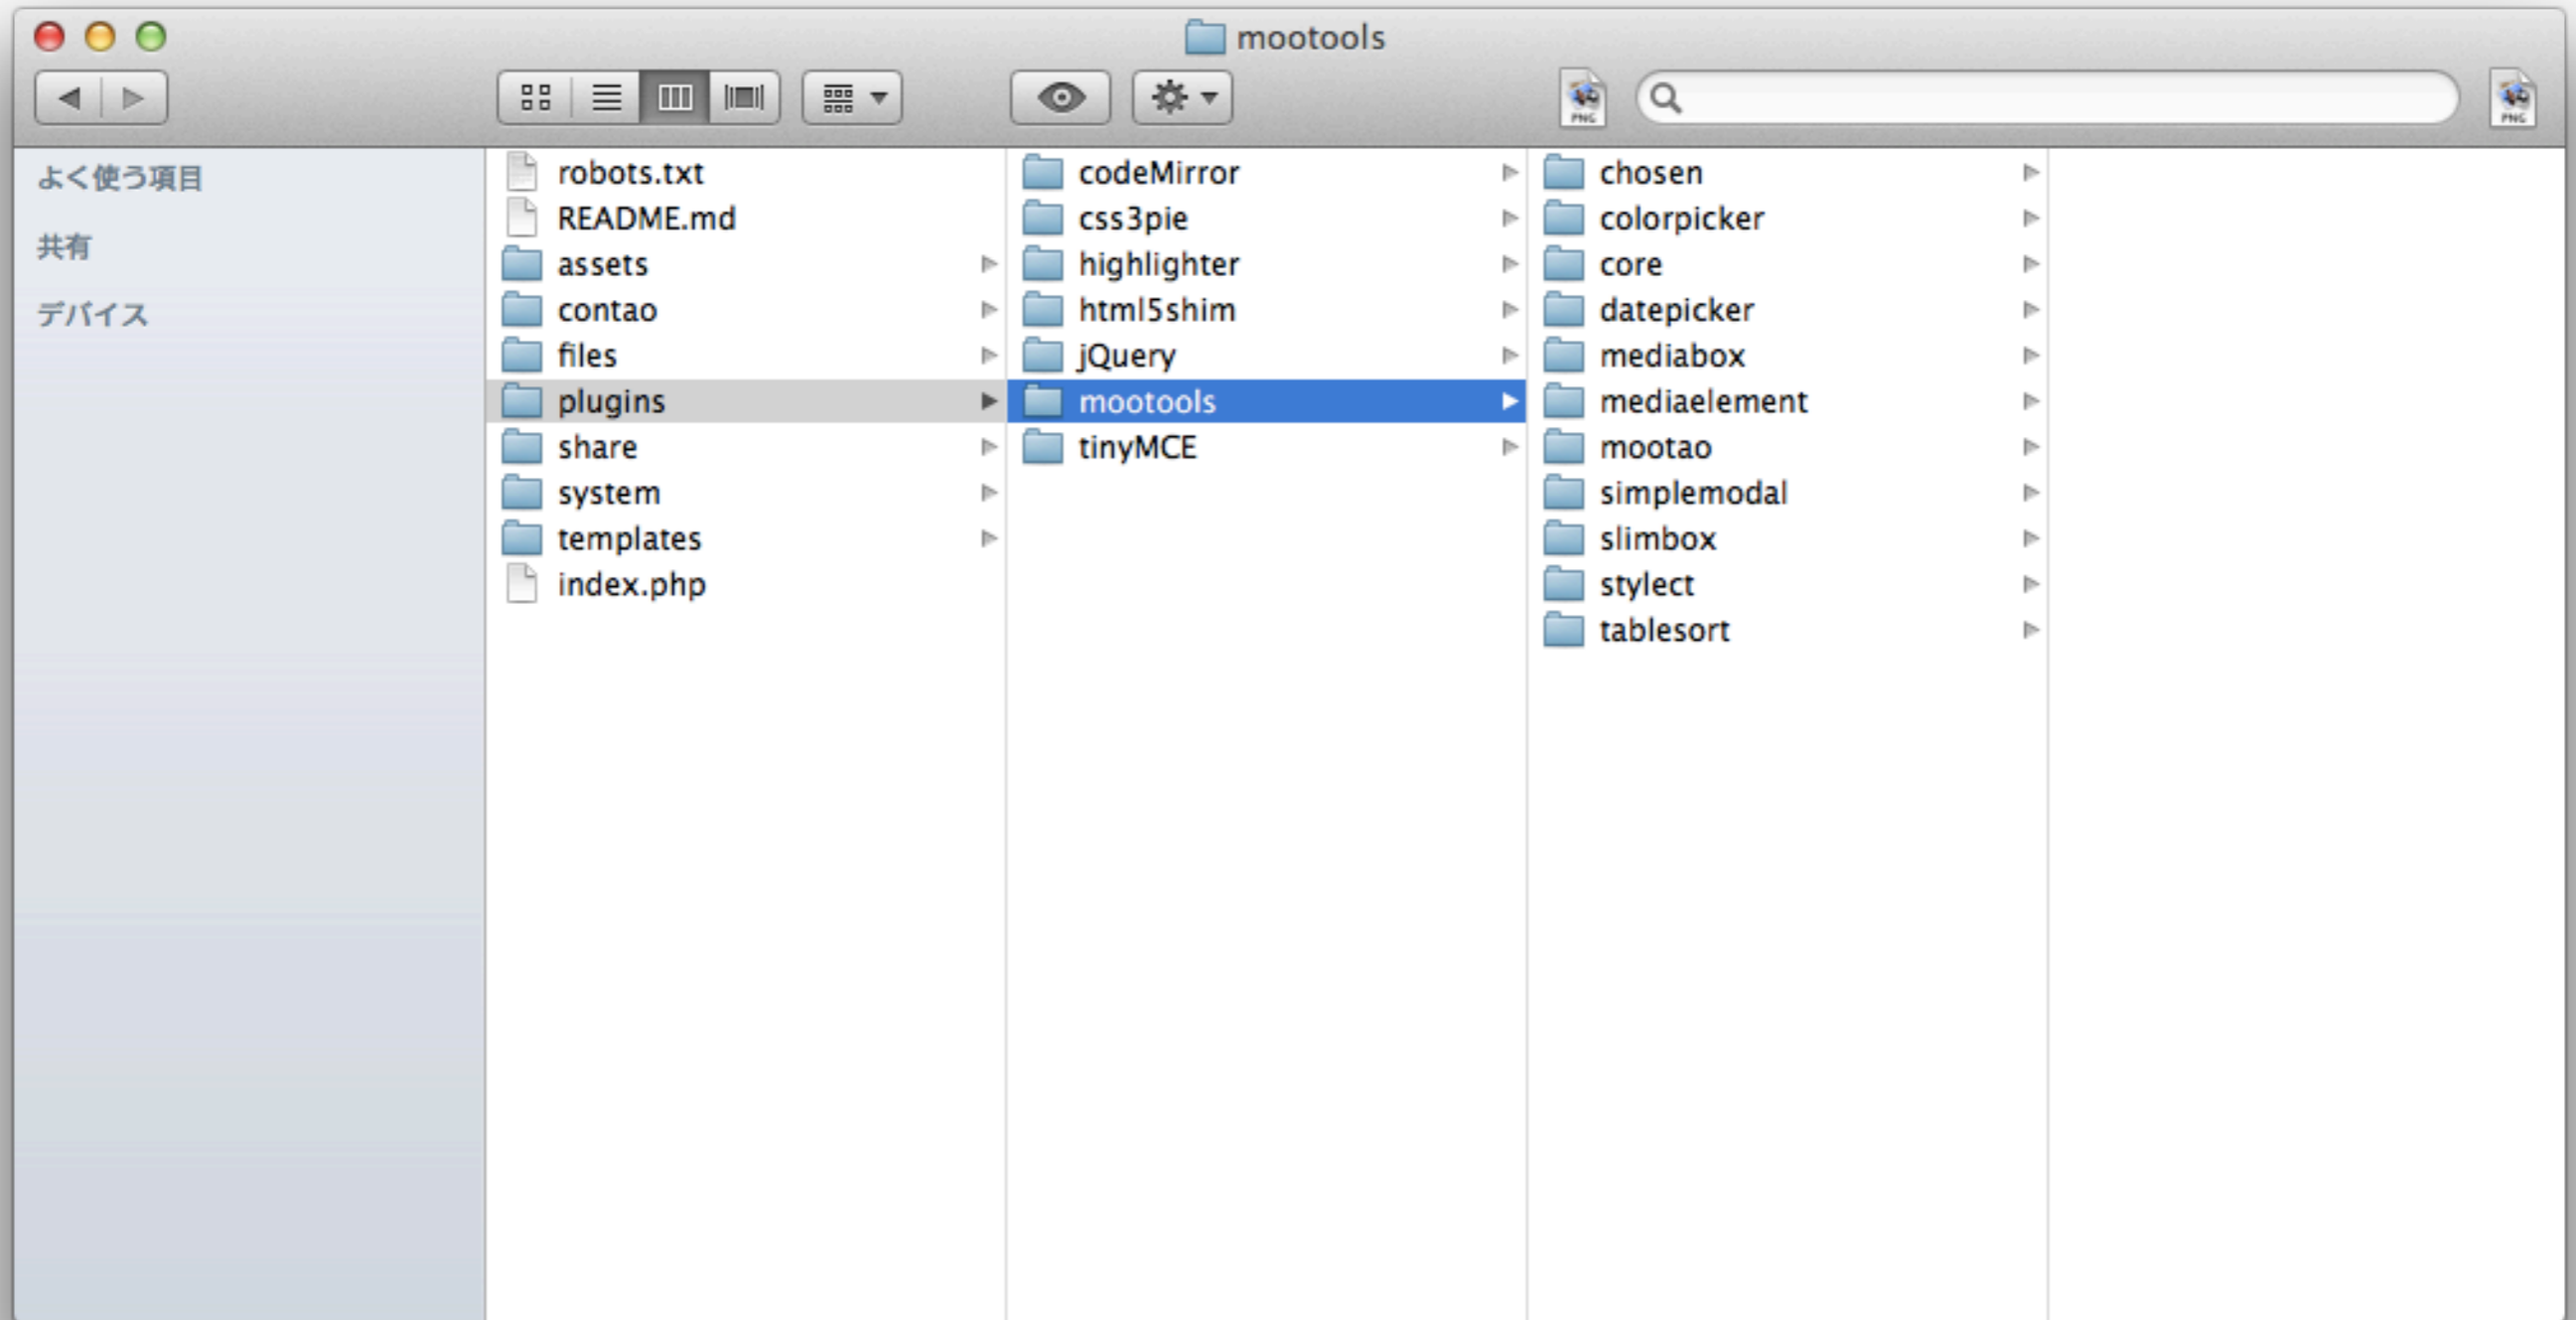 mootools
PNG
PNG
よく使う項目
共有
デバイス
robots.txt
README.md
assets
contao
files
plugins
share
system
templates
index.php
codeMirror
css3pie
highlighter
html5shim
jQuery
mootools
tinyMCE
chosen
colorpicker
core
datepicker
mediabox
mediaelement
mootao
simplemodal
slimbox
stylect
tablesort